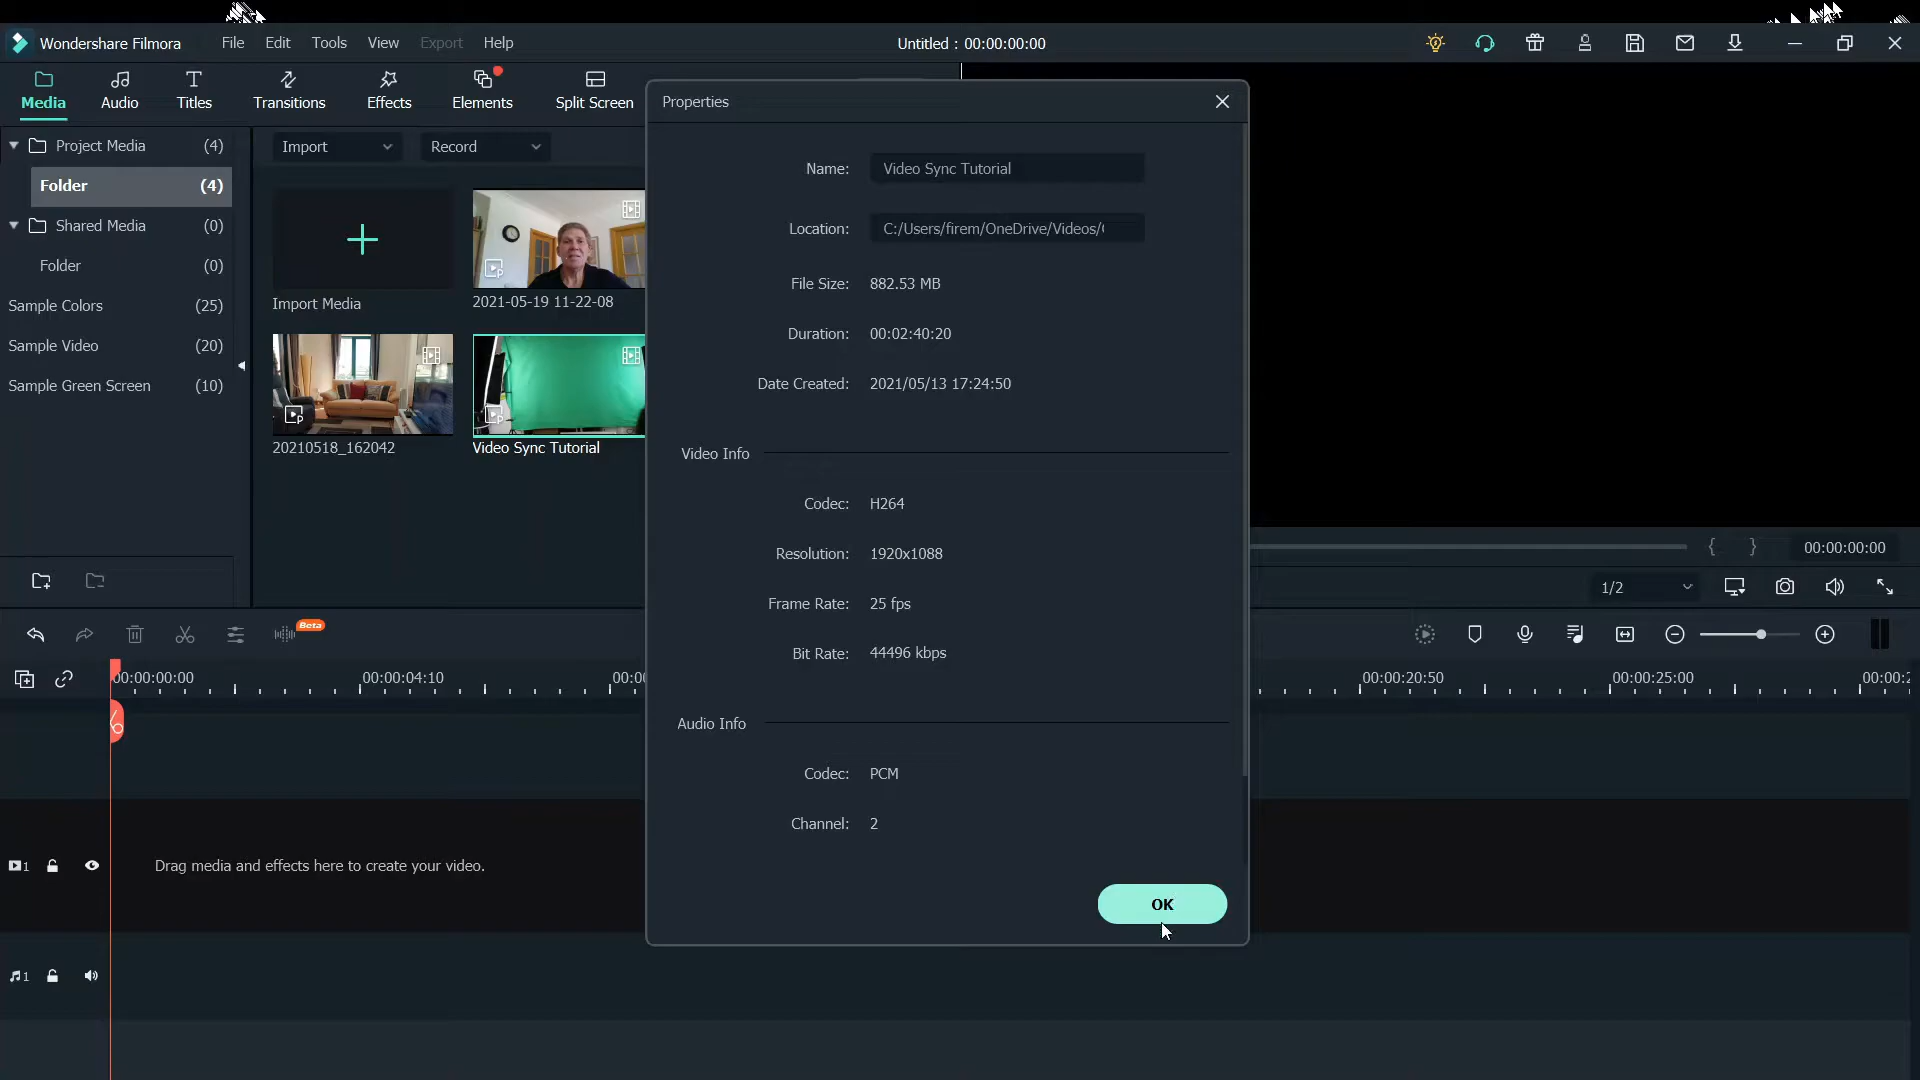 Wondershare Filmora File Edit Tools View Export Help Untitled : 00:00:00:00
Media Audio Titles Transitions Effects Elements Split Screen
Project Media (4)
Folder (4)
Shared Media (0)
Folder (0)
Sample Colors (25)
Sample Video (20)
Sample Green Screen (10)
Import Record
Import Media
2021-05-19 11-22-08
20210518_162042
Video Sync Tutorial
Properties
Name: Video Sync Tutorial
Location: C:/Users/firem/OneDrive/Videos/
File Size: 882.53 MB
Duration: 00:02:40:20
Date Created: 2021/05/13 17:24:50
Video Info
Codec: H264
Resolution: 1920x1088
Frame Rate: 25 fps
Bit Rate: 44496 kbps
Audio Info
Codec: PCM
Channel: 2
OK
{ } 00:00:00:00
1/2
Beta
00:00:00:00 00:00:04:10 00:00:20:50 00:00:25:00
1 Drag media and effects here to create your video.
1